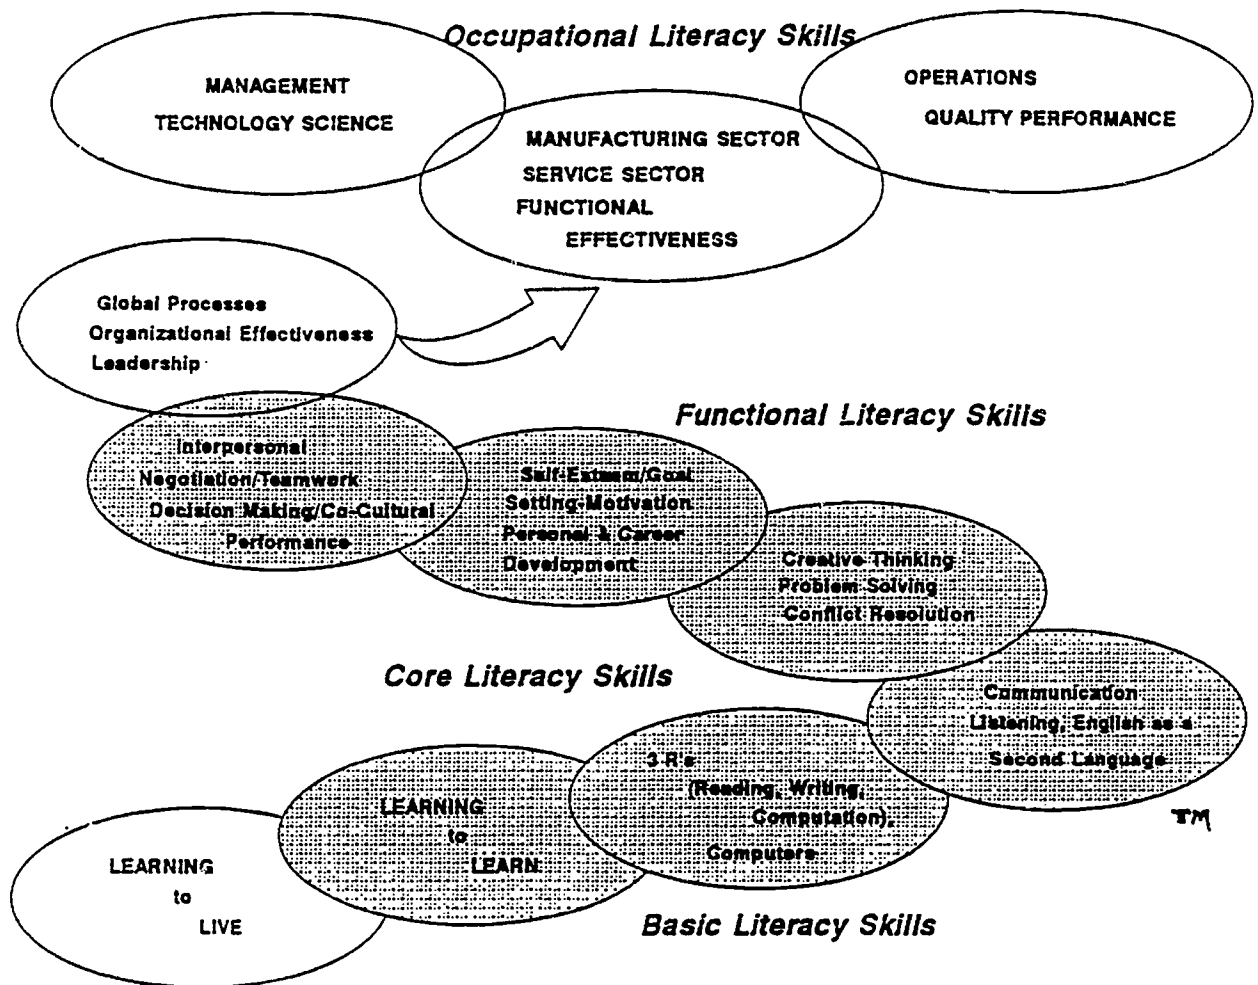 Occupational Literacy Skills
MANAGEMENT
TECHNOLOGY SCIENCE
OPERATIONS
QUALITY PERFORMANCE
MANUFACTURING SECTOR
SERVICE SECTOR
FUNCTIONAL
EFFECTIVENESS
Global Processes
Organizational Effectiveness
Leadership
Functional Literacy Skills
Interpersonal
Negotiation/Teamwork
Decision Making/Co-Cultural
Performance
Self-Esteem/Goal
Setting-Motivation
Personal & Career
Development
Creative Thinking
Problem Solving
Conflict Resolution
Core Literacy Skills
Communication
Listening, English as a
Second Language
TM
3 R's
(Reading, Writing,
Computation),
Computers
LEARNING
to
LEARN
LEARNING
to
LIVE
Basic Literacy Skills